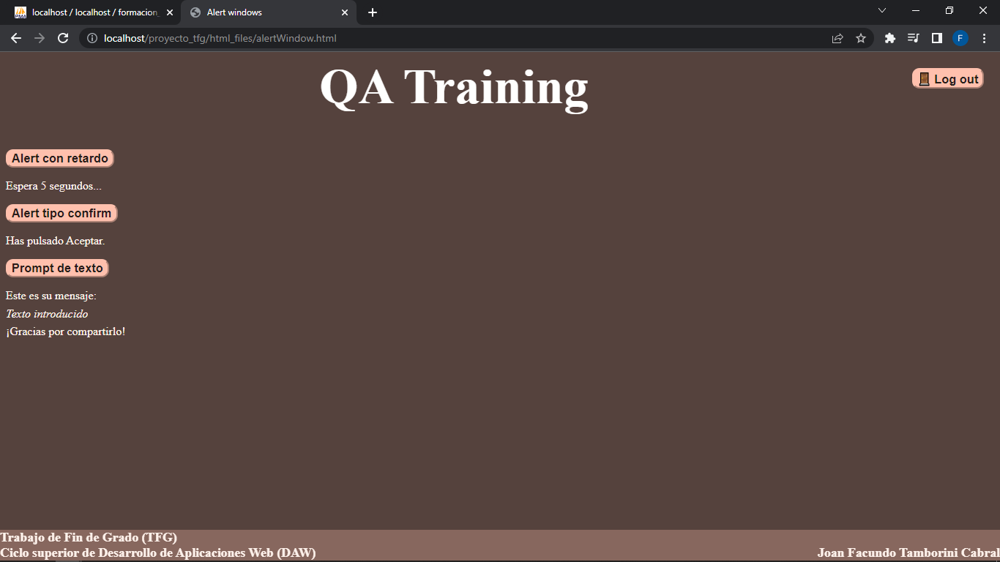 localhost / localhost / formacion_
Alert windows
localhost/proyecto_tfg/html_files/alertWindow.html
F
QA Training
Log out
Alert con retardo
Espera 5 segundos...
Alert tipo confirm
Has pulsado Aceptar.
Prompt de texto
Este es su mensaje:
Texto introducido
¡Gracias por compartirlo!
Trabajo de Fin de Grado (TFG)
Ciclo superior de Desarrollo de Aplicaciones Web (DAW)
Joan Facundo Tamborini Cabral